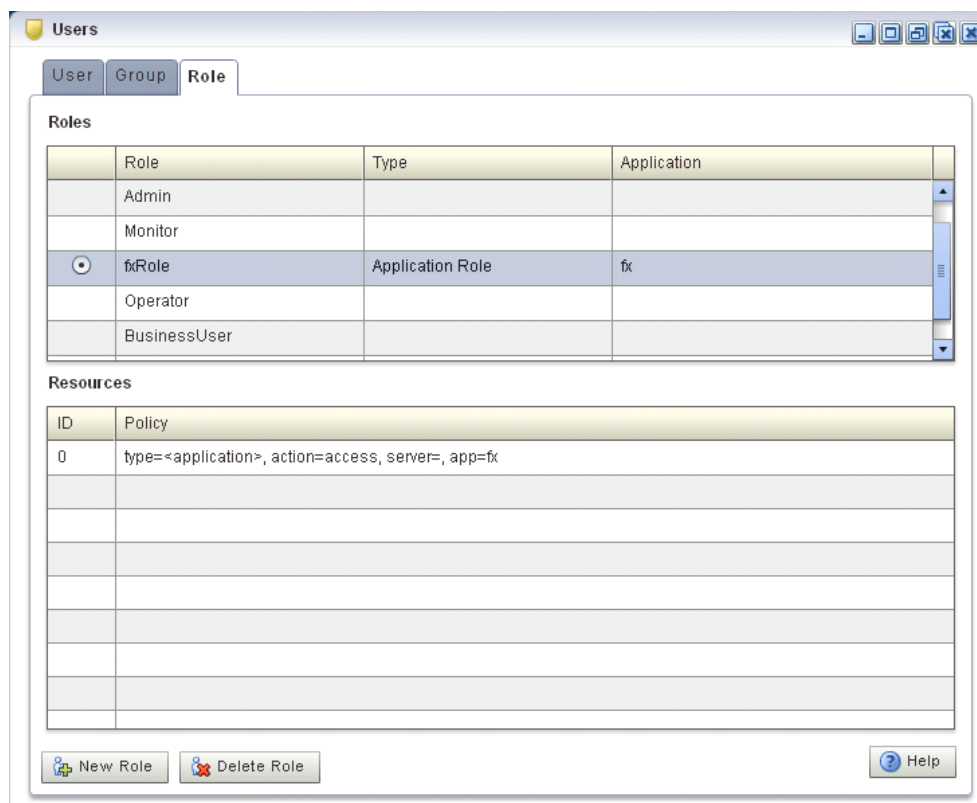 Users
User Group Role
Roles
Role Type Application
Admin
Monitor
fxRole Application Role fx
Operator
BusinessUser
Resources
ID Policy
0 type=<application>, action=access, server=, app=fx
New Role Delete Role Help